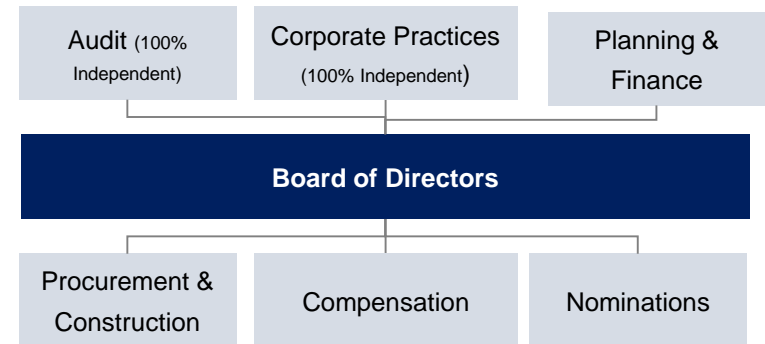 Audit (100%
Independent)
Corporate Practices
(100% Independent)
Planning &
Finance
Board of Directors
Procurement &
Construction
Compensation
Nominations